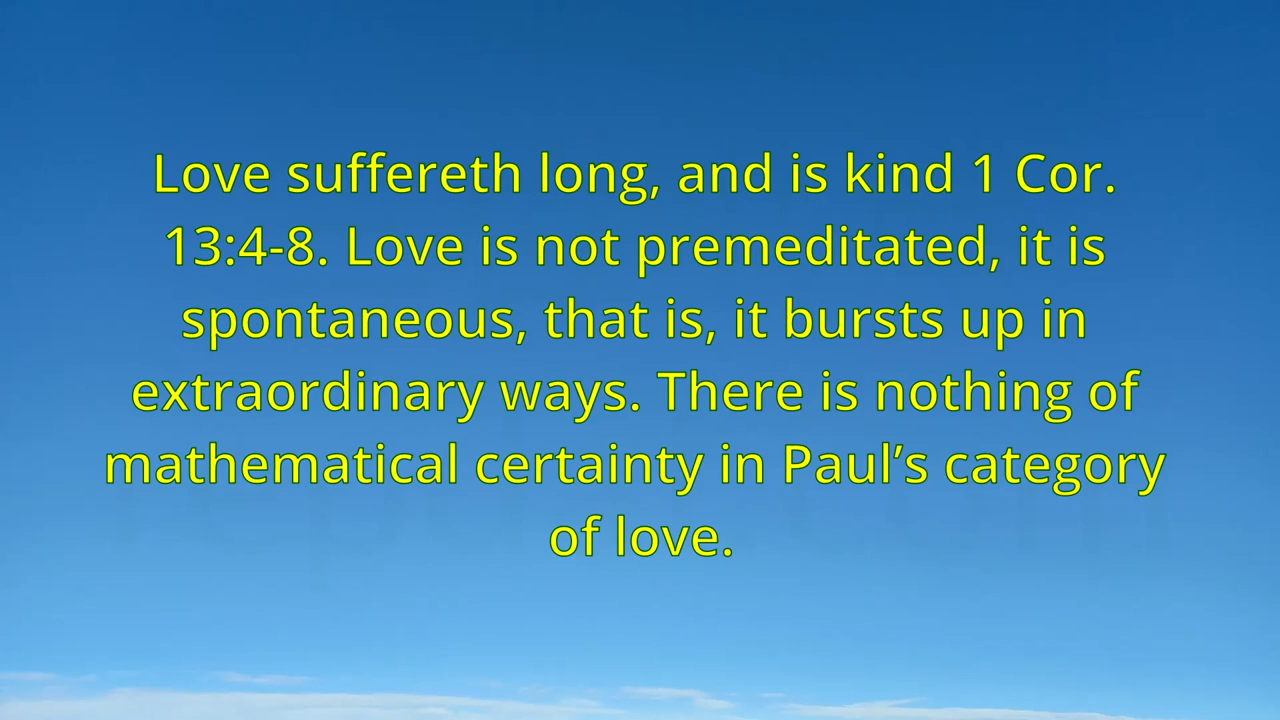 Love suffereth long, and is kind 1 Cor.
13:4-8. Love is not premeditated, it is
spontaneous, that is, it bursts up in
extraordinary ways. There is nothing of
mathematical certainty in Paul’s category
of love.